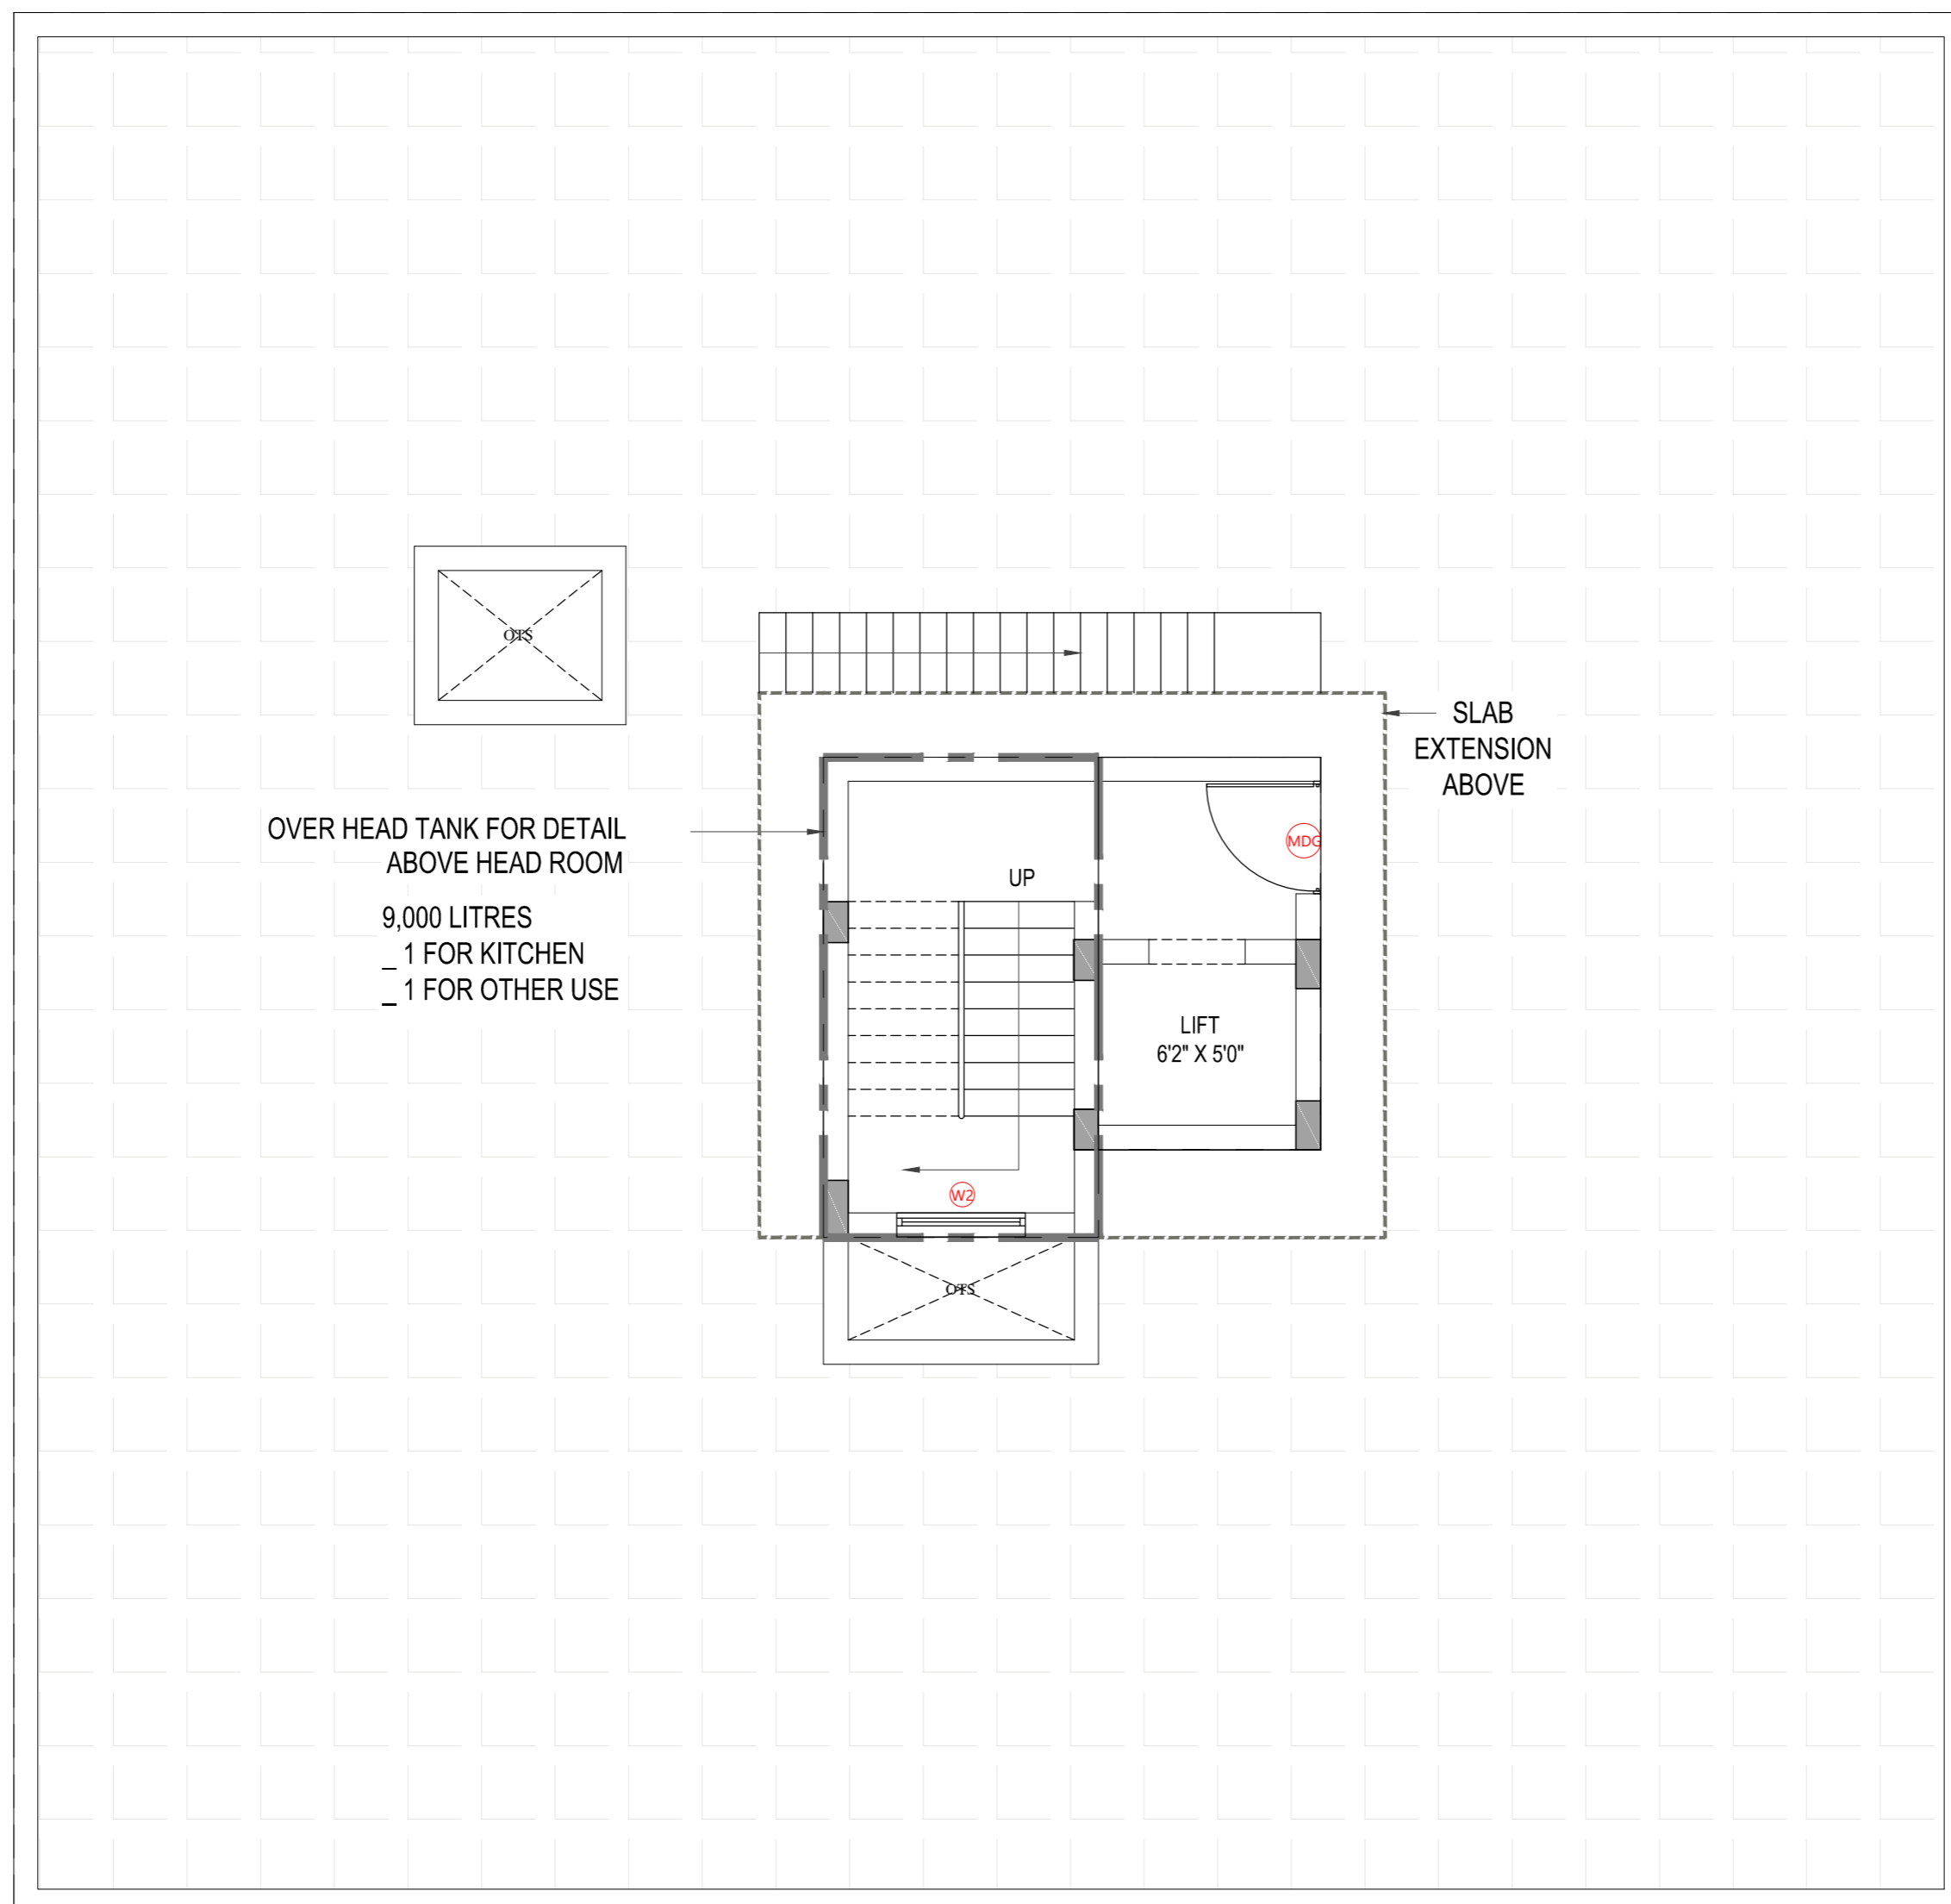 OTS
SLAB
EXTENSION
ABOVE
OVER HEAD TANK FOR DETAIL
ABOVE HEAD ROOM
9,000 LITRES
_ 1 FOR KITCHEN
_ 1 FOR OTHER USE
UP
MDG
LIFT
6'2" X 5'0"
W2
OTS